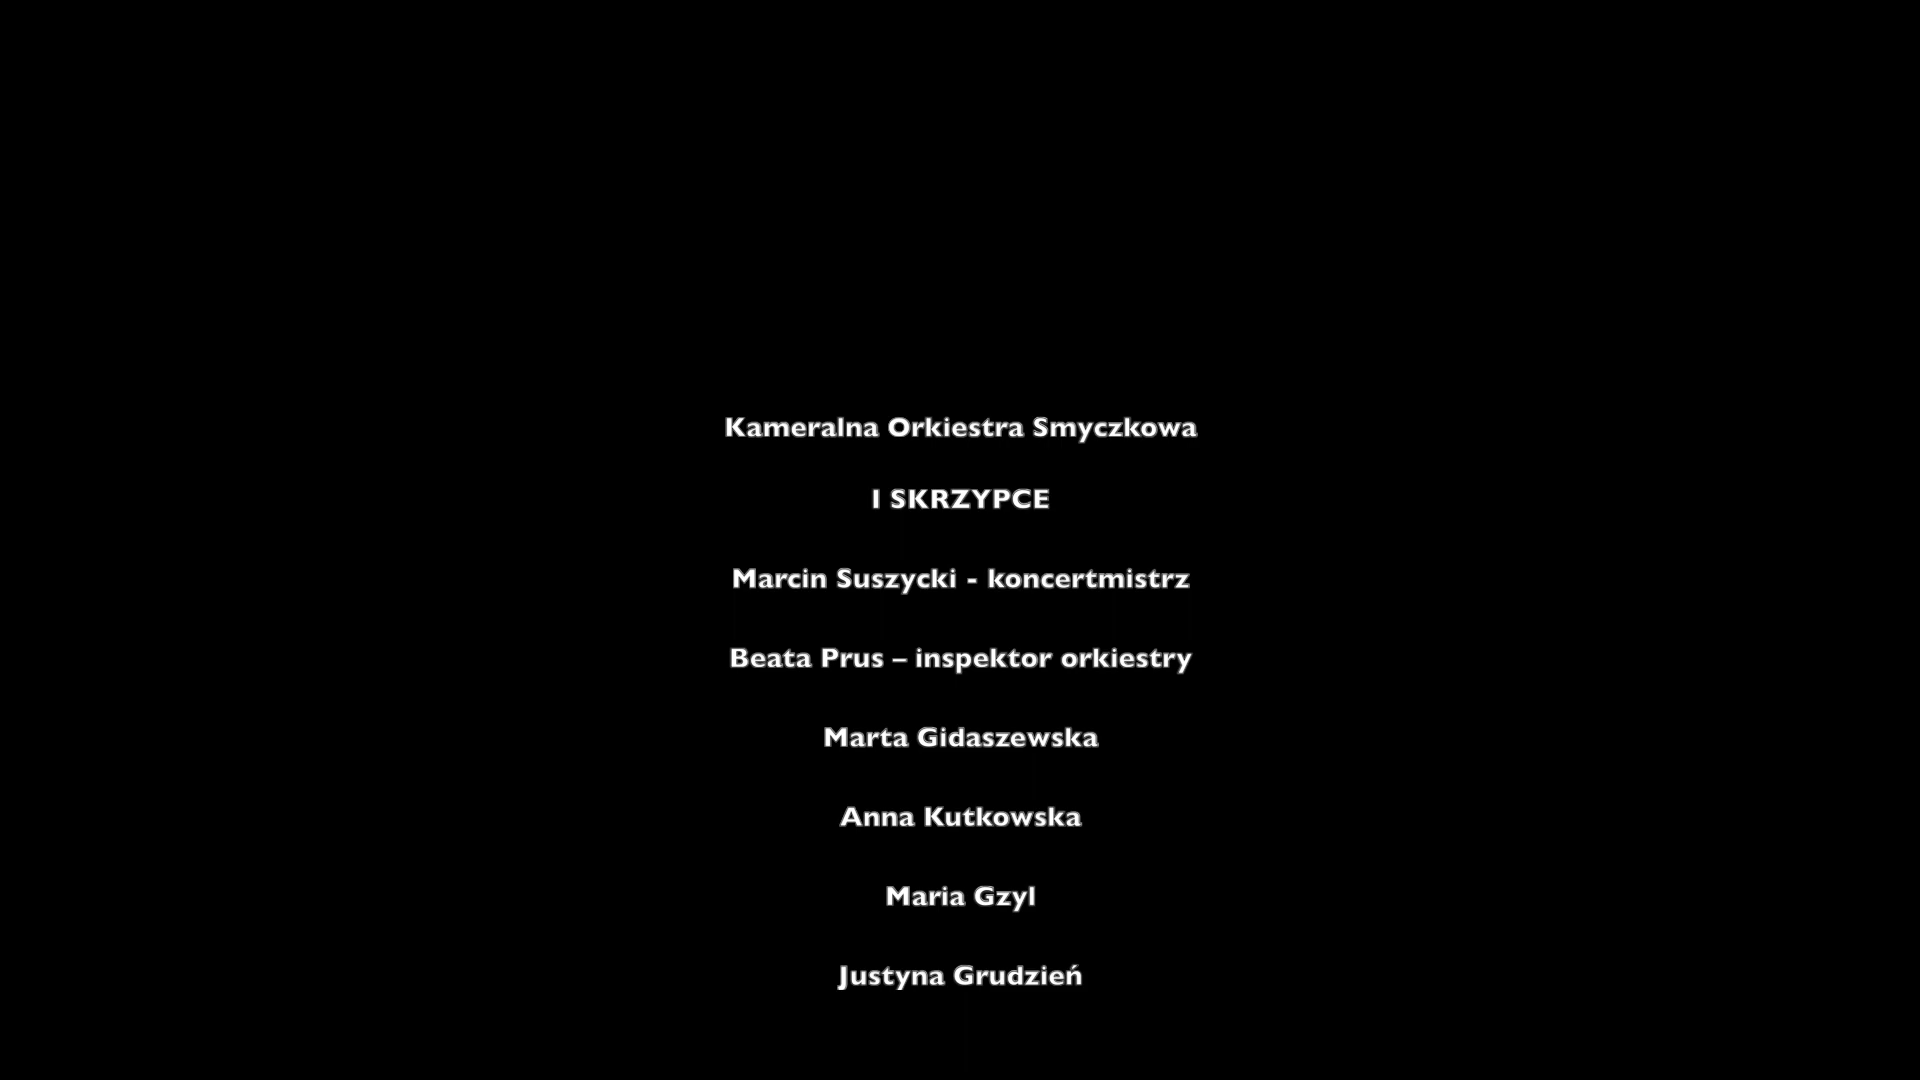 Kameralna Orkiestra Smyczkowa
I SKRZYPCE
Marcin Suszycki - koncertmistrz
Beata Prus – inspektor orkiestry
Marta Gidaszewska
Anna Kutkowska
Maria Gzyl
Justyna Grudzień